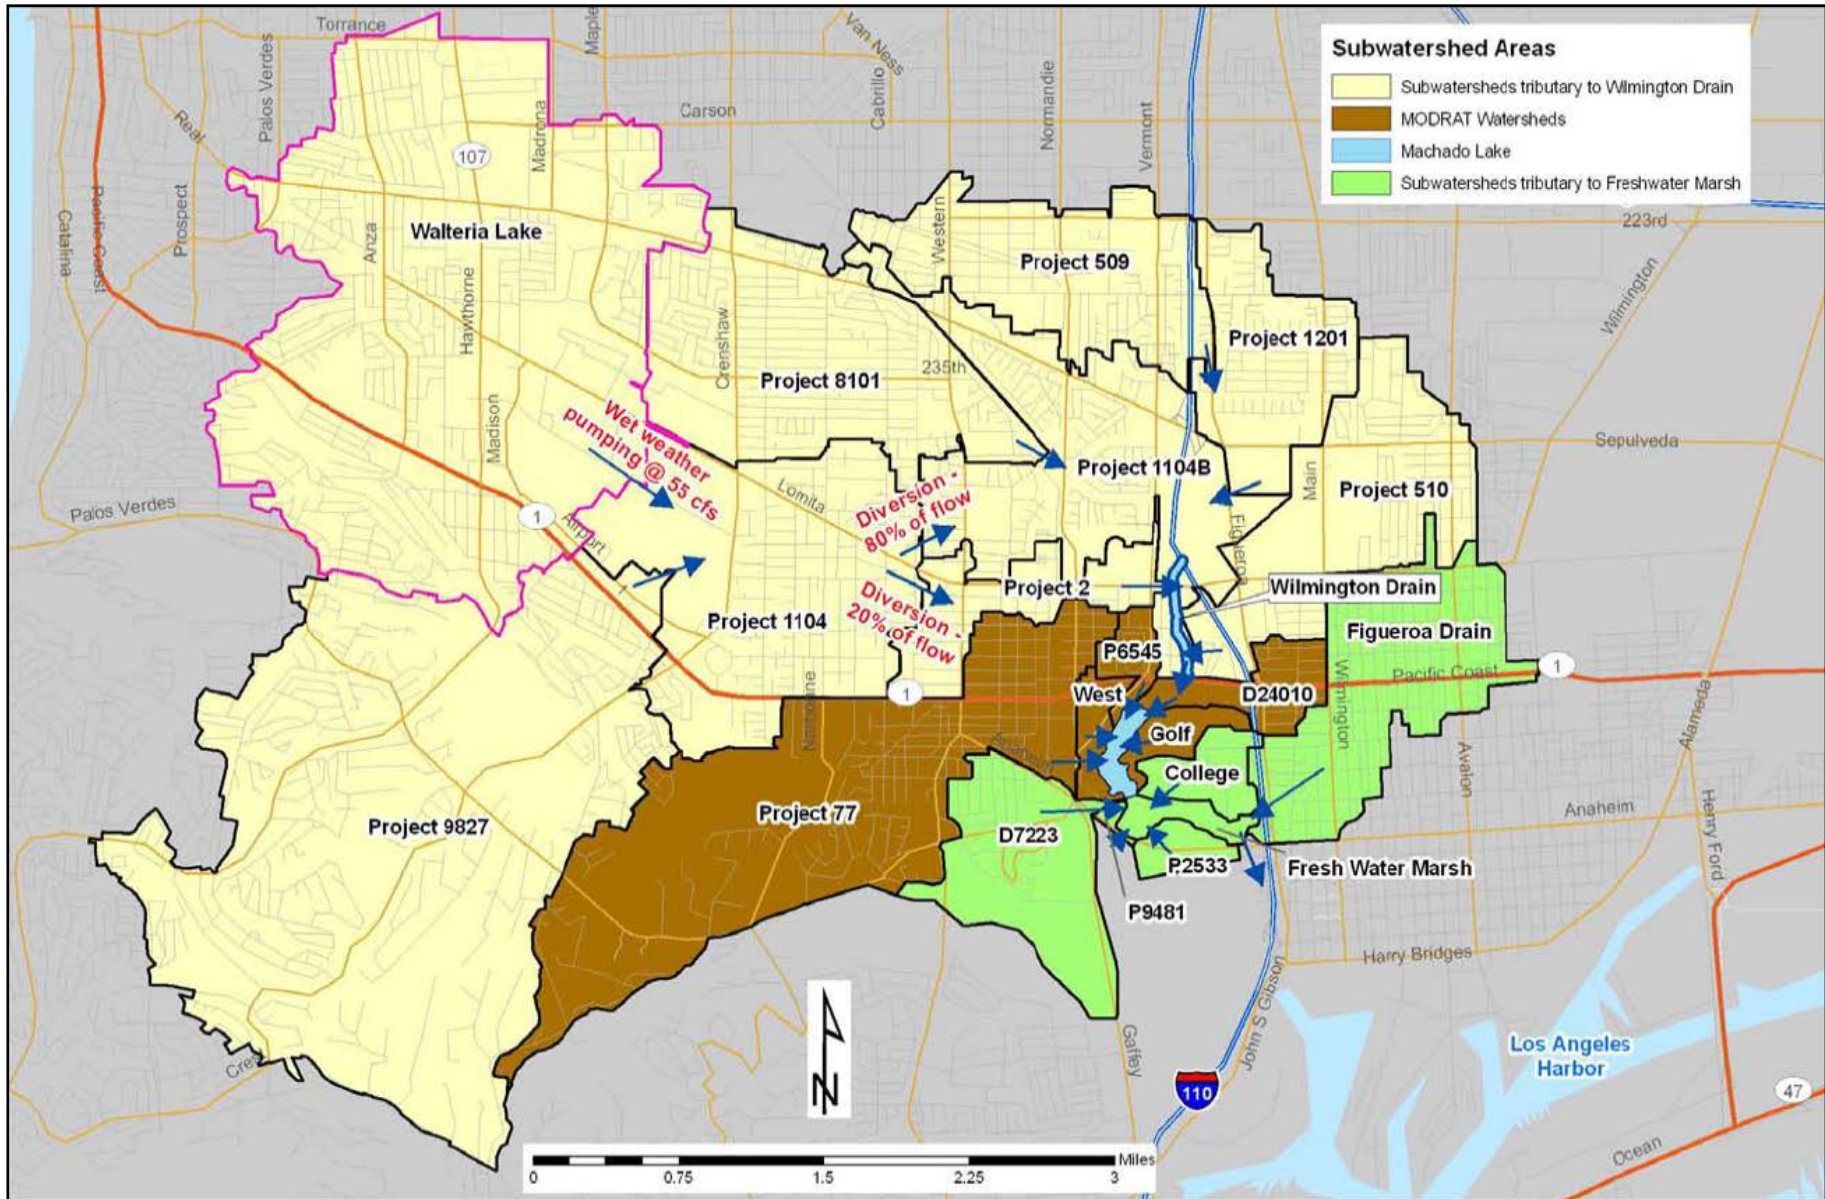 Torrance
Maple
Van Ness
Palos Verdes
Real
Madrona
Carson
Cabrillo
Normandie
Vermont
Subwatershed Areas
Subwatersheds tributary to Wilmington Drain
MODRAT Watersheds
Machado Lake
Subwatersheds tributary to Freshwater Marsh
223rd
107
Catalina
Pacific Coast
Prospect
Anza
Walteria Lake
Western
Project 509
Hawthorne
Crenshaw
235th
Project 8101
Project 1201
Wilmington
Madison
Wet weather
pumping @ 55 cfs
Lomita
Diversion -
80% of flow
Project 1104B
Main
Sepulveda
Project 510
Palos Verdes
1
Airport
Figueroa
Project 2
Wilmington Drain
Project 1104
Diversion -
20% of flow
P6545
Figueroa Drain
Pacific Coast
1
1
West
D24010
Narbonne
Golf
Wilmington
Avalon
Alameda
Anaheim
College
Anaheim
Henry Ford
Project 9827
Project 77
D7223
P2533
Fresh Water Marsh
P9481
Harry Bridges
Crest
N
Gaffey
John S Gibson
110
Los Angeles
Harbor
47
Ocean
Miles
0
0.75
1.5
2.25
3